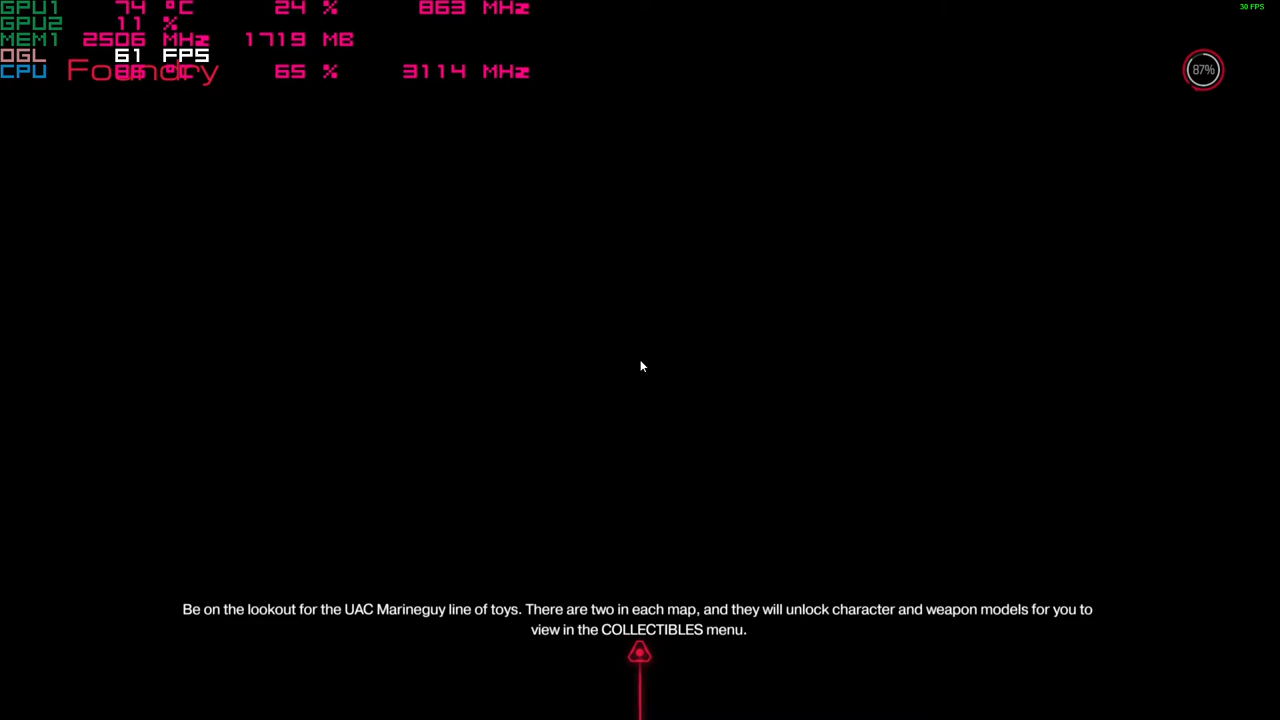 GPU1 74 °C 24 % 863 MHz
30 FPS
GPU2 11 %
MEM1 2506 MHz 1719 MB
OGL 61 FPS
CPU 86 °C 65 % 3114 MHz
Foundry
87%
Be on the lookout for the UAC Marineguy line of toys. There are two in each map, and they will unlock character and weapon models for you to
view in the COLLECTIBLES menu.